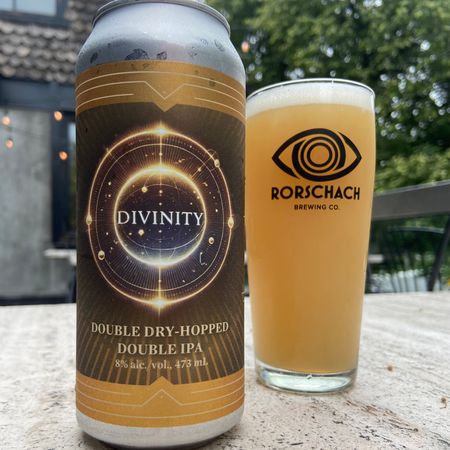 DIVINITY
DOUBLE DRY-HOPPED
DOUBLE IPA
8% alc. / vol., 473 ml.
RORSCHACH
BREWING CO.